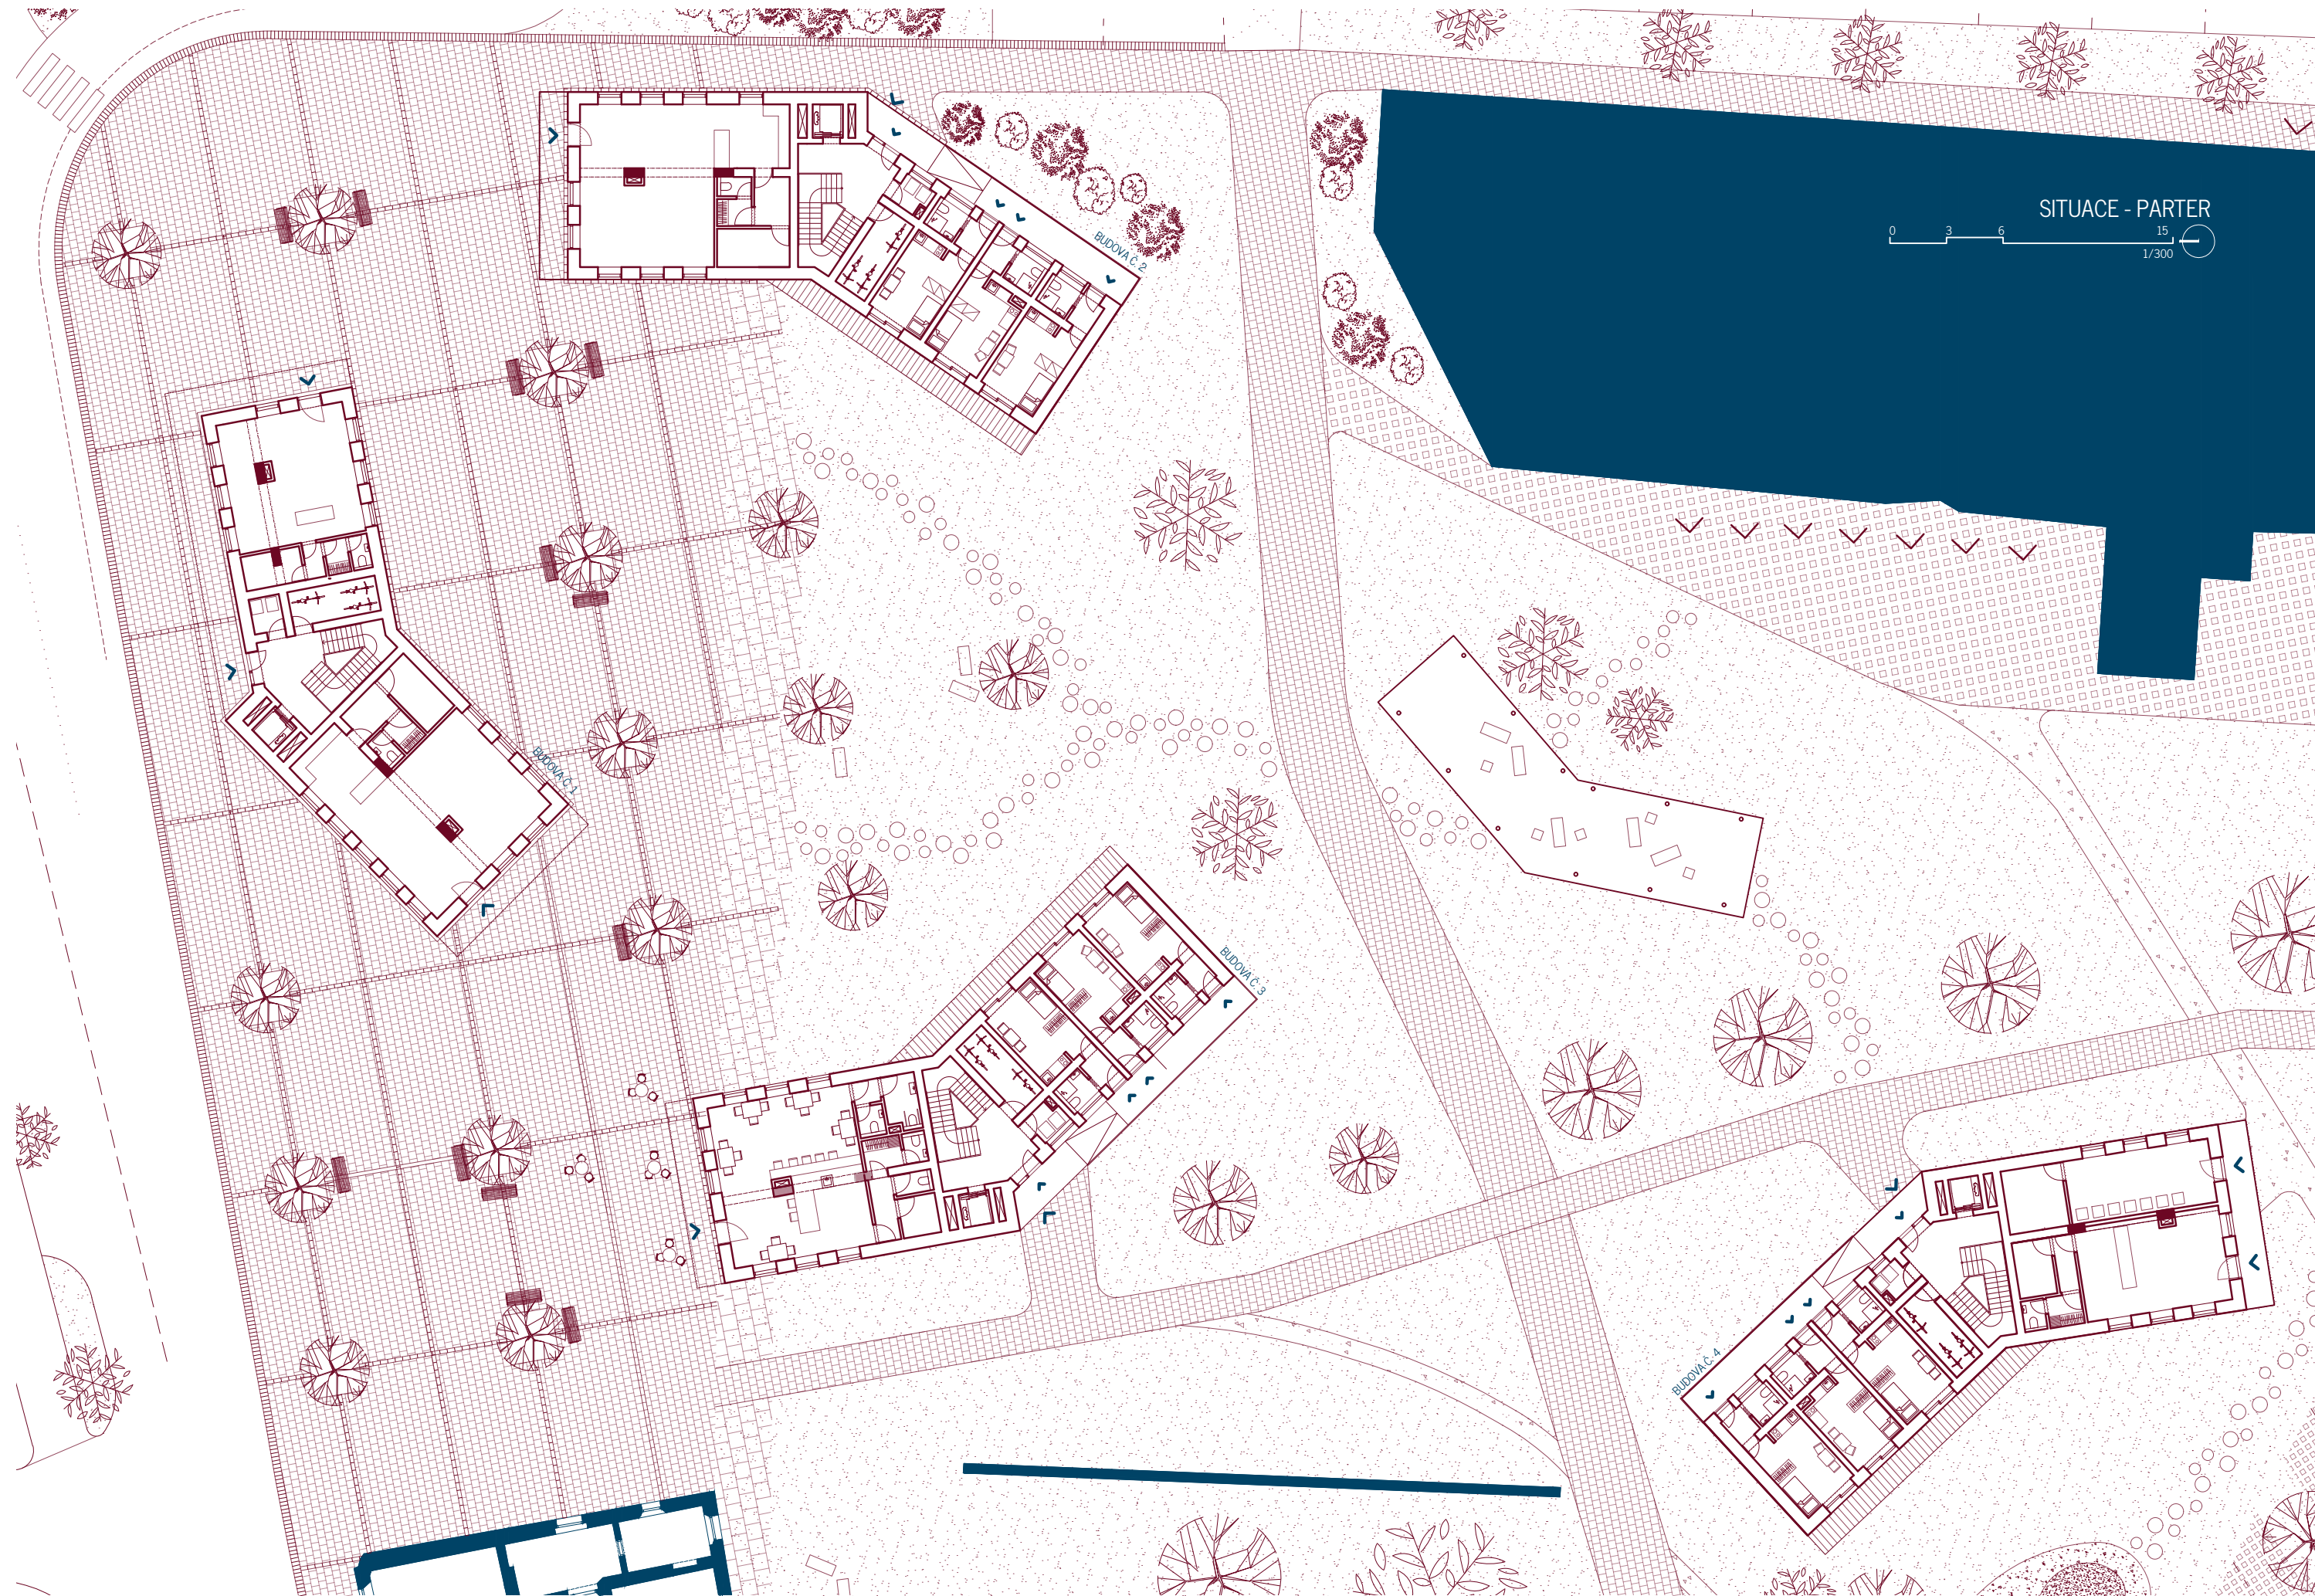 SITUACE - PARTER
0 3 6 15
1/300
BUDOVA Č. 2
BUDOVA Č. 1
BUDOVA Č. 3
BUDOVA Č. 4